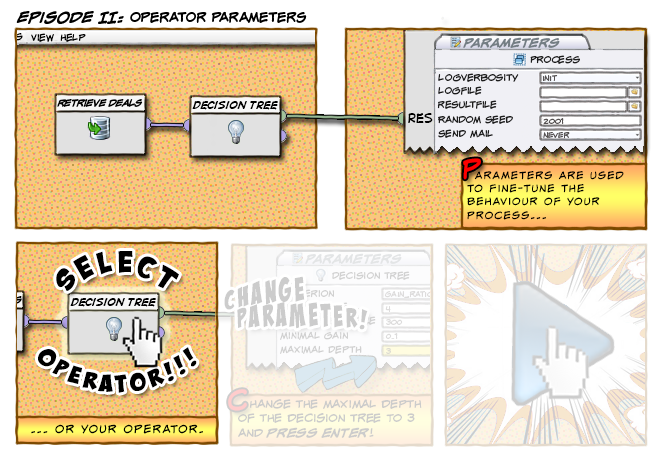 EPISODE II: OPERATOR PARAMETERS
S VIEW HELP
RETRIEVE DEALS
DECISION TREE
PARAMETERS
PROCESS
LOGVERBOSITY INIT
LOGFILE
RESULTFILE
RANDOM SEED 2001
SEND MAIL NEVER
RES
PARAMETERS ARE USED
TO FINE-TUNE THE
BEHAVIOUR OF YOUR
PROCESS...
SELECT
DECISION TREE
OPERATOR!!!
... OR YOUR OPERATOR.
PARAMETERS
DECISION TREE
GAIN_RATIO
CHANGE
PARAMETER!
4
300
MINIMAL GAIN 0.1
MAXIMAL DEPTH 3
CHANGE THE MAXIMAL DEPTH
OF THE DECISION TREE TO 3
AND PRESS ENTER!